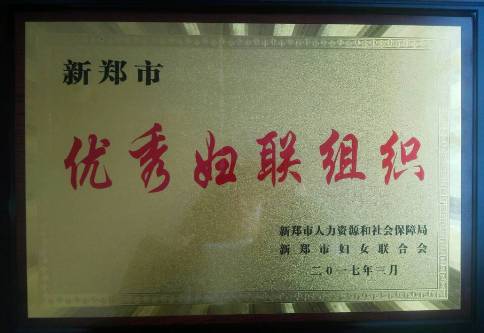 新郑市
优秀妇联组织
新郑市人力资源和社会保障局
新郑市妇女联合会
二〇一七年三月